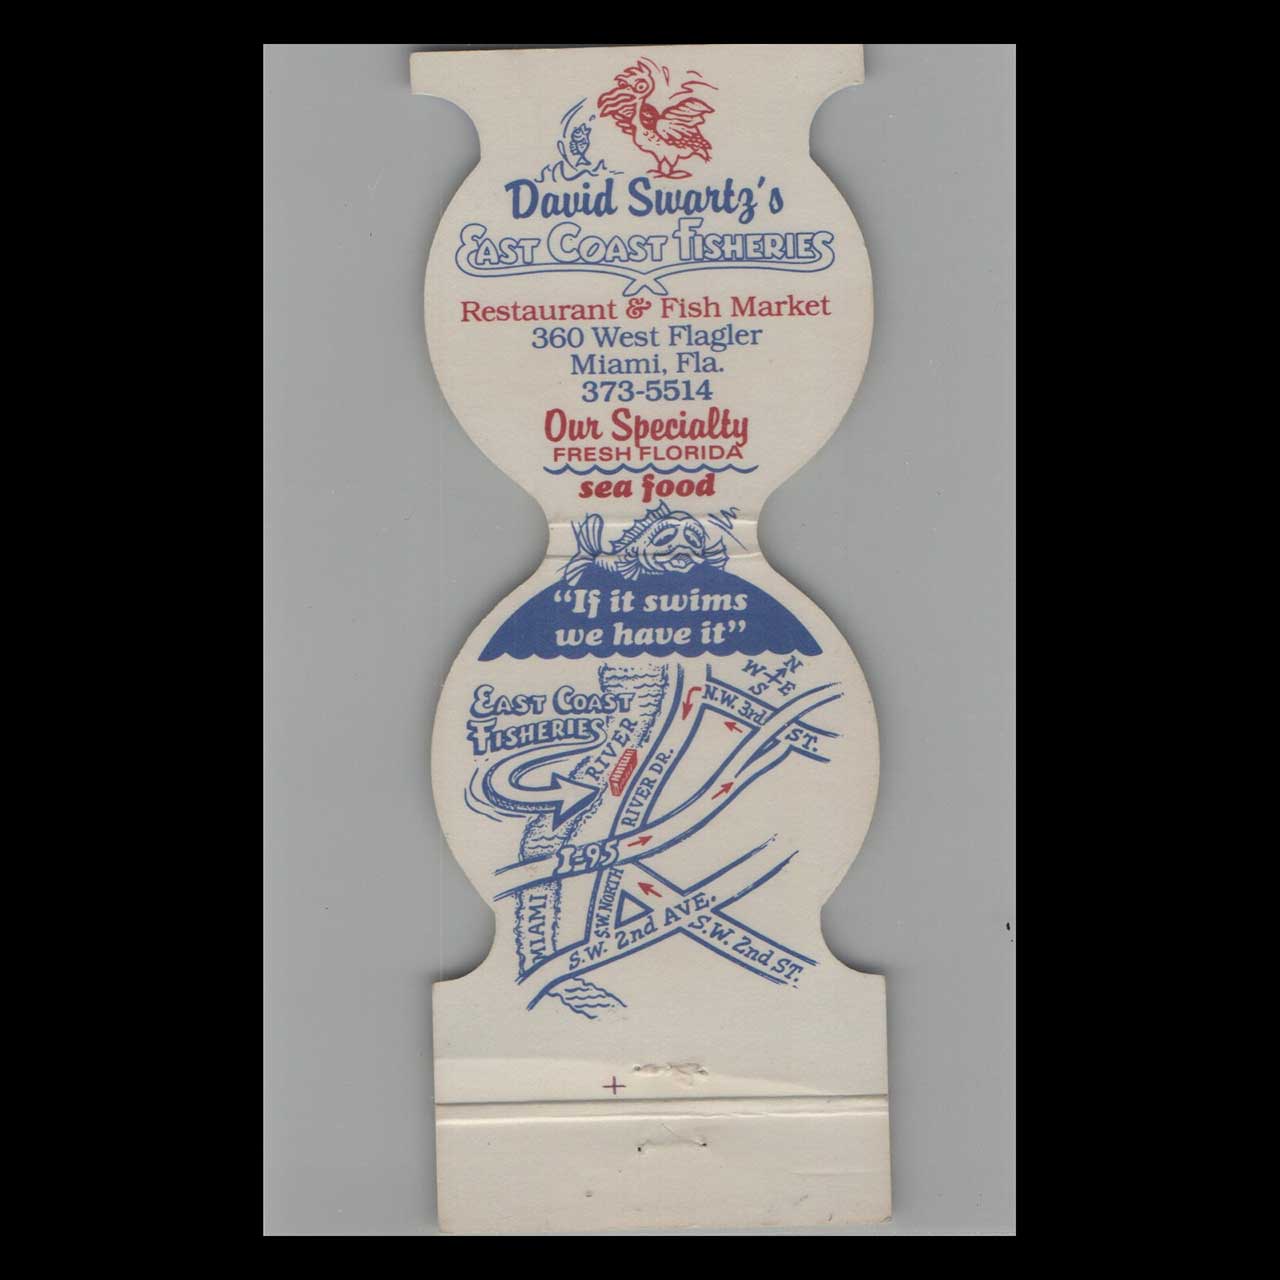 David Swartz's
EAST COAST FISHERIES
Restaurant & Fish Market
360 West Flagler
Miami, Fla.
373-5514
Our Specialty
FRESH FLORIDA
sea food
"If it swims
we have it"
N
W E
S
EAST COAST
FISHERIES
N.W. 3rd
ST.
RIVER
RIVER DR.
I-95
MIAMI
S.W. NORTH
S.W. 2nd AVE.
S.W. 2nd ST.